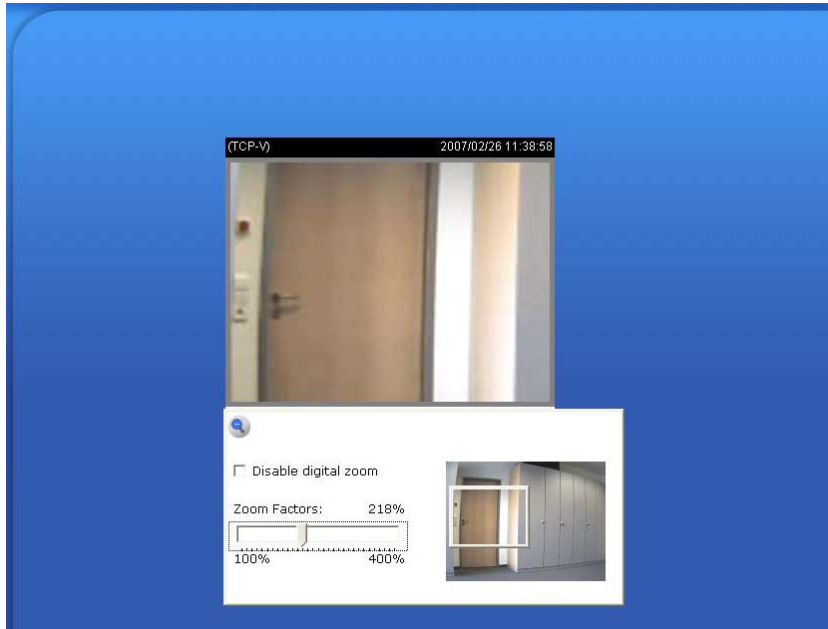 (TCP-V) 2007/02/26 11:38:58
Disable digital zoom
Zoom Factors: 218%
100% 400%